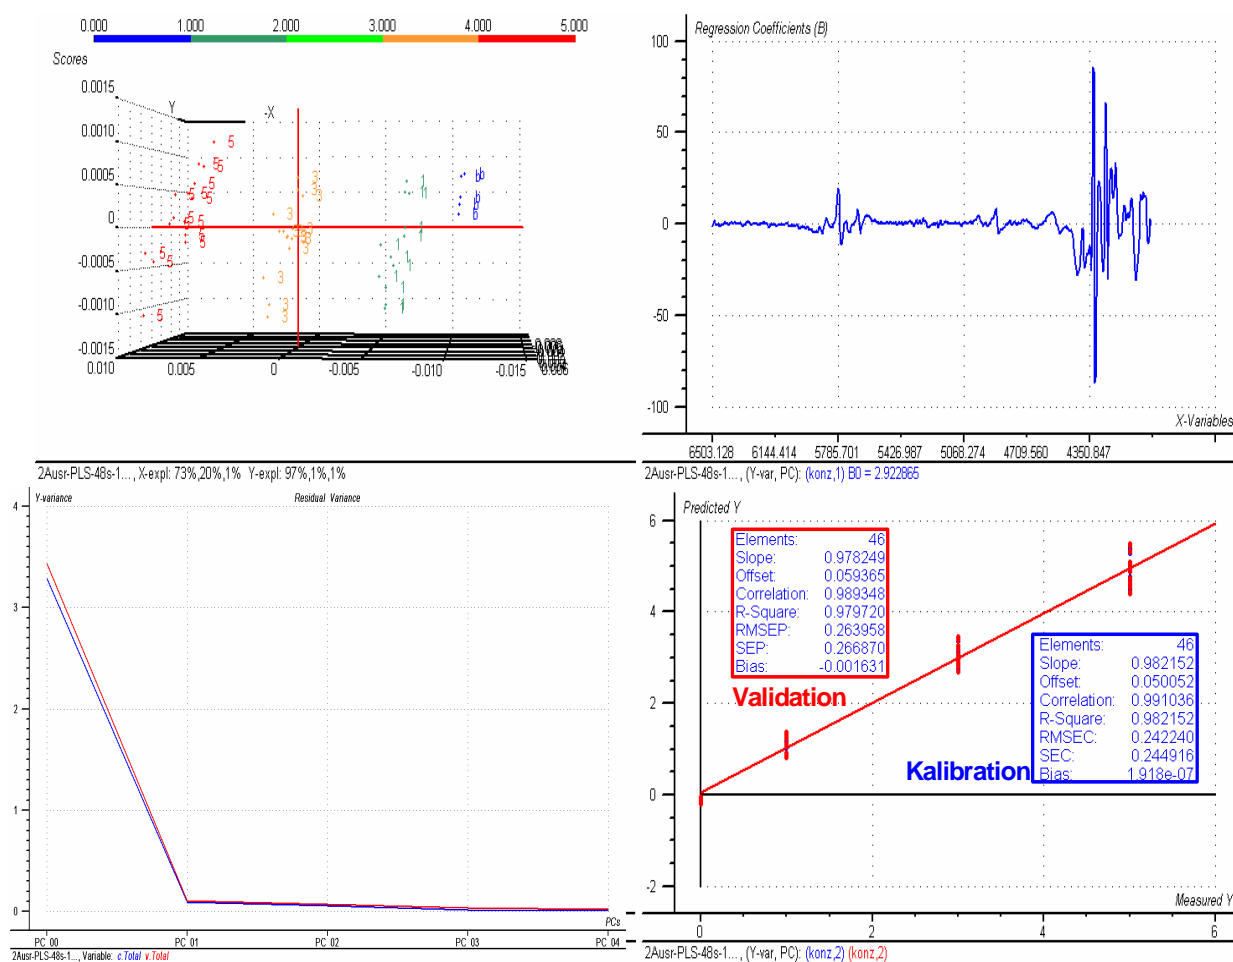 0.000 1.000 2.000 3.000 4.000 5.000
Scores
0.0015
0.0010
0.0005
0
-0.0005
-0.0010
-0.0015
Y
-X
0.010 0.005 0 -0.005 -0.010 -0.015
2Ausr-PLS-48s-1..., X-expl: 73%,20%,1% Y-expl: 97%,1%,1%
Regression Coefficients (B)
100
50
0
-50
-100
X-Variables
6503.128 6144.414 5785.701 5426.987 5068.274 4709.560 4350.847
2Ausr-PLS-48s-1..., (Y-var, PC): (konz,1) B0 = 2.922865
Y-variance
Residual Variance
4
3
2
1
0
PCs
PC_00 PC_01 PC_02 PC_03 PC_04
2Ausr-PLS-48s-1..., Variable: c.Total v.Total
Predicted Y
6
4
2
0
-2
Elements: 46
Slope: 0.978249
Offset: 0.059365
Correlation: 0.989348
R-Square: 0.979720
RMSEP: 0.263958
SEP: 0.266870
Bias: -0.001631
Validation
Elements: 46
Slope: 0.982152
Offset: 0.050052
Correlation: 0.991036
R-Square: 0.982152
RMSEC: 0.242240
SEC: 0.244916
Bias: 1.918e-07
Kalibration
Measured Y
0 2 4 6
2Ausr-PLS-48s-1..., (Y-var, PC): (konz,2) (konz,2)